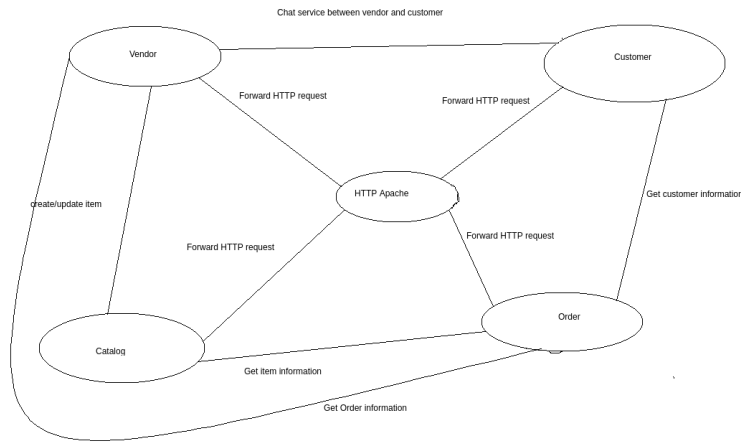 Chat service between vendor and customer
Vendor
Customer
Forward HTTP request
Forward HTTP request
HTTP Apache
Get customer information
create/update item
Forward HTTP request
Forward HTTP request
Order
Catalog
Get item information
Get Order information